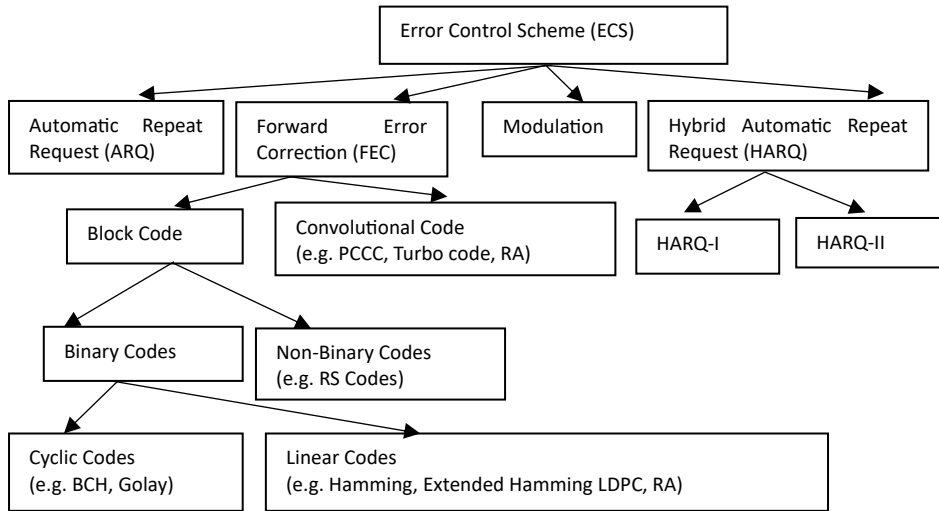 Error Control Scheme (ECS)
Automatic Repeat
Request (ARQ)
Forward Error
Correction (FEC)
Modulation
Hybrid Automatic Repeat
Request (HARQ)
Block Code
Convolutional Code
(e.g. PCCC, Turbo code, RA)
HARQ-I
HARQ-II
Binary Codes
Non-Binary Codes
(e.g. RS Codes)
Cyclic Codes
(e.g. BCH, Golay)
Linear Codes
(e.g. Hamming, Extended Hamming LDPC, RA)